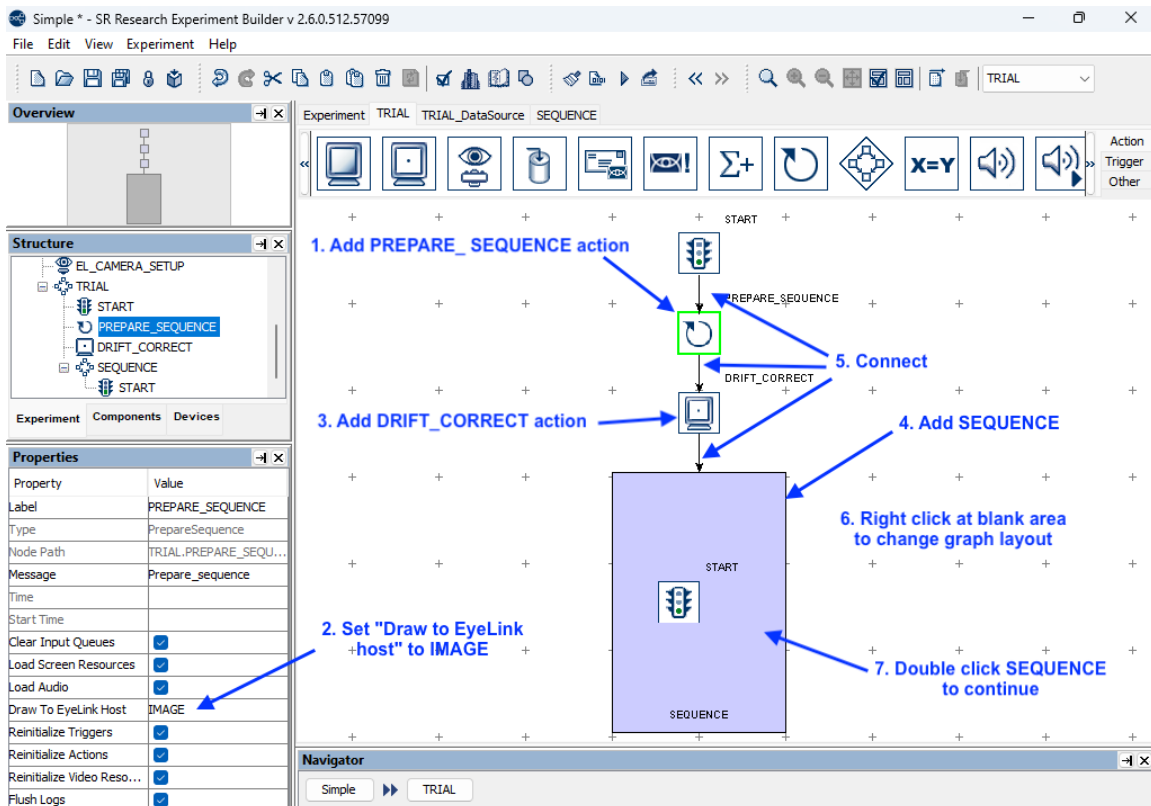 Simple * - SR Research Experiment Builder v 2.6.0.512.57099
File Edit View Experiment Help
TRIAL
Overview
Experiment TRIAL TRIAL_DataSource SEQUENCE
X=Y
Action
Trigger
Other
Structure
EL_CAMERA_SETUP
TRIAL
START
PREPARE_SEQUENCE
DRIFT_CORRECT
SEQUENCE
START
Experiment Components Devices
Properties
Property Value
Label PREPARE_SEQUENCE
Type PrepareSequence
Node Path TRIAL.PREPARE_SEQU...
Message Prepare_sequence
Time
Start Time
Clear Input Queues
Load Screen Resources
Load Audio
Draw To EyeLink Host IMAGE
Reinitialize Triggers
Reinitialize Actions
Reinitialize Video Reso...
Flush Logs
START
1. Add PREPARE_ SEQUENCE action
PREPARE_SEQUENCE
5. Connect
DRIFT_CORRECT
3. Add DRIFT_CORRECT action
4. Add SEQUENCE
6. Right click at blank area
to change graph layout
START
2. Set "Draw to EyeLink
host" to IMAGE
7. Double click SEQUENCE
to continue
SEQUENCE
Navigator
Simple TRIAL